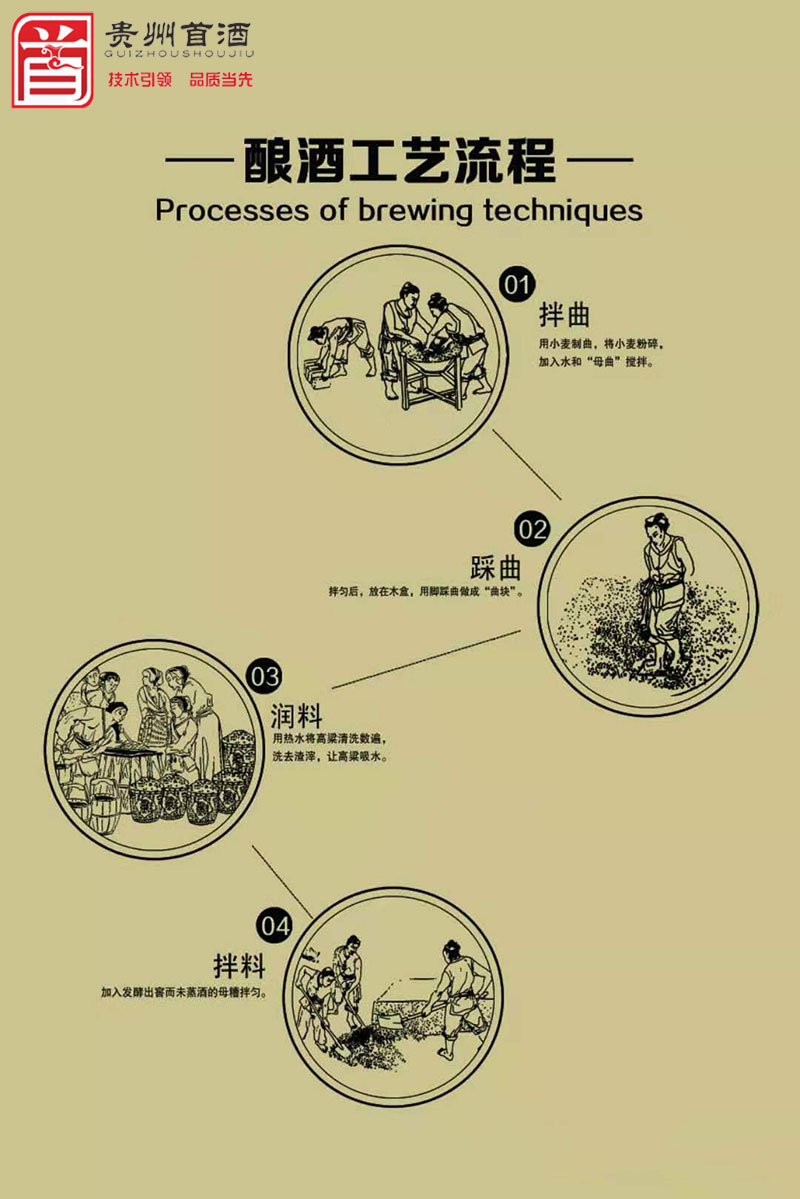 首
贵州首酒
GUIZHOUSHOUJIU
技术引领 品质当先
酿酒工艺流程
Processes of brewing techniques
01
拌曲
用小麦制曲，将小麦粉碎，
加入水和“母曲”搅拌。
02
踩曲
拌匀后，放在木盒，用脚踩曲做成“曲块”。
03
润料
用热水将高粱清洗数遍，
洗去渣滓，让高粱吸水。
04
拌料
加入发酵出窖而未蒸酒的母糟拌匀。